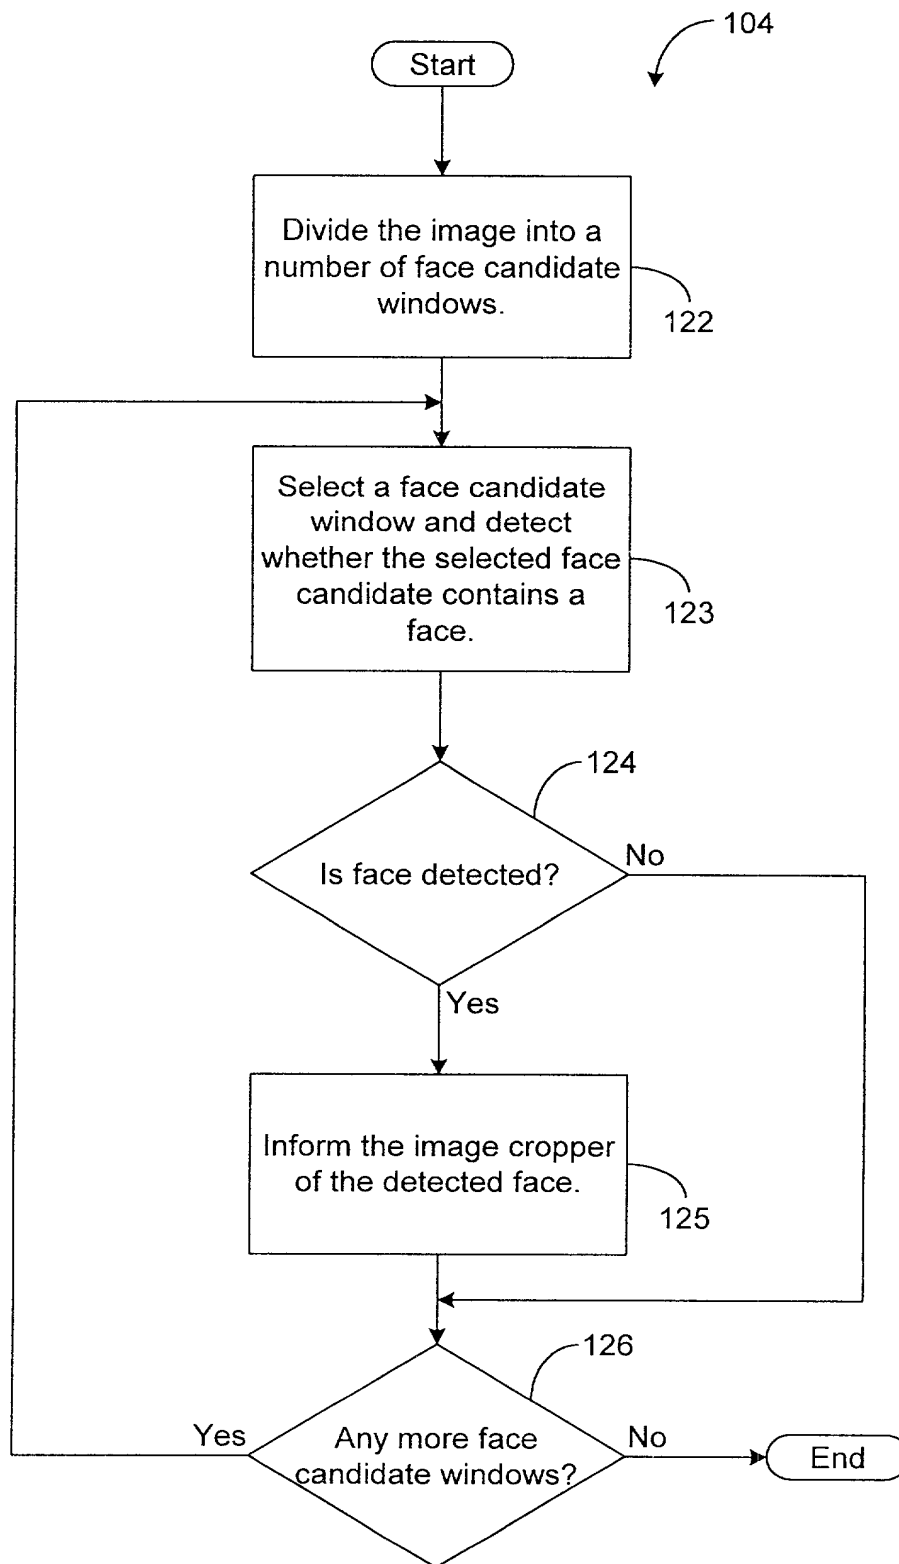 104
Start
Divide the image into a
number of face candidate
windows.
122
Select a face candidate
window and detect
whether the selected face
candidate contains a
face.
123
124
Is face detected?
No
Yes
Inform the image cropper
of the detected face.
125
126
Yes
Any more face
candidate windows?
No
End